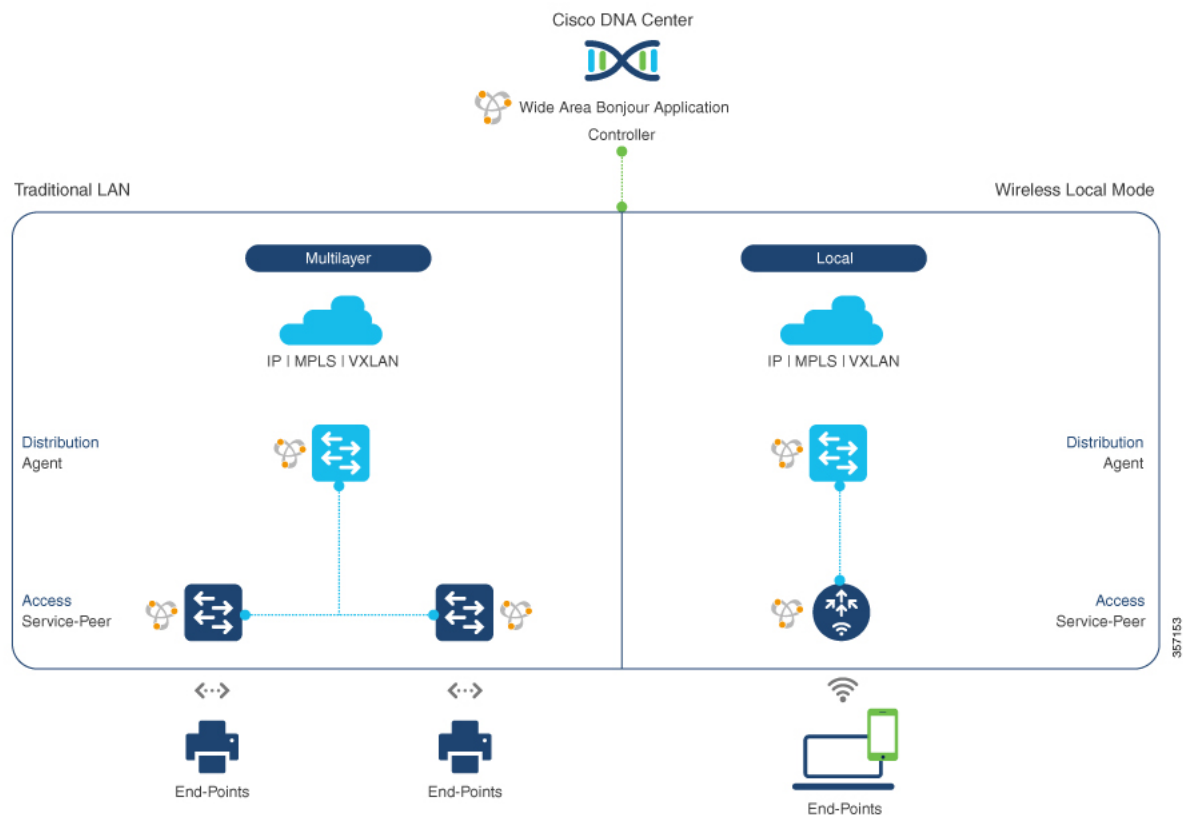 Cisco DNA Center
Wide Area Bonjour Application
Controller
Traditional LAN
Wireless Local Mode
Multilayer
Local
IP | MPLS | VXLAN
IP | MPLS | VXLAN
Distribution
Agent
Distribution
Agent
Access
Service-Peer
Access
Service-Peer
357153
End-Points
End-Points
End-Points